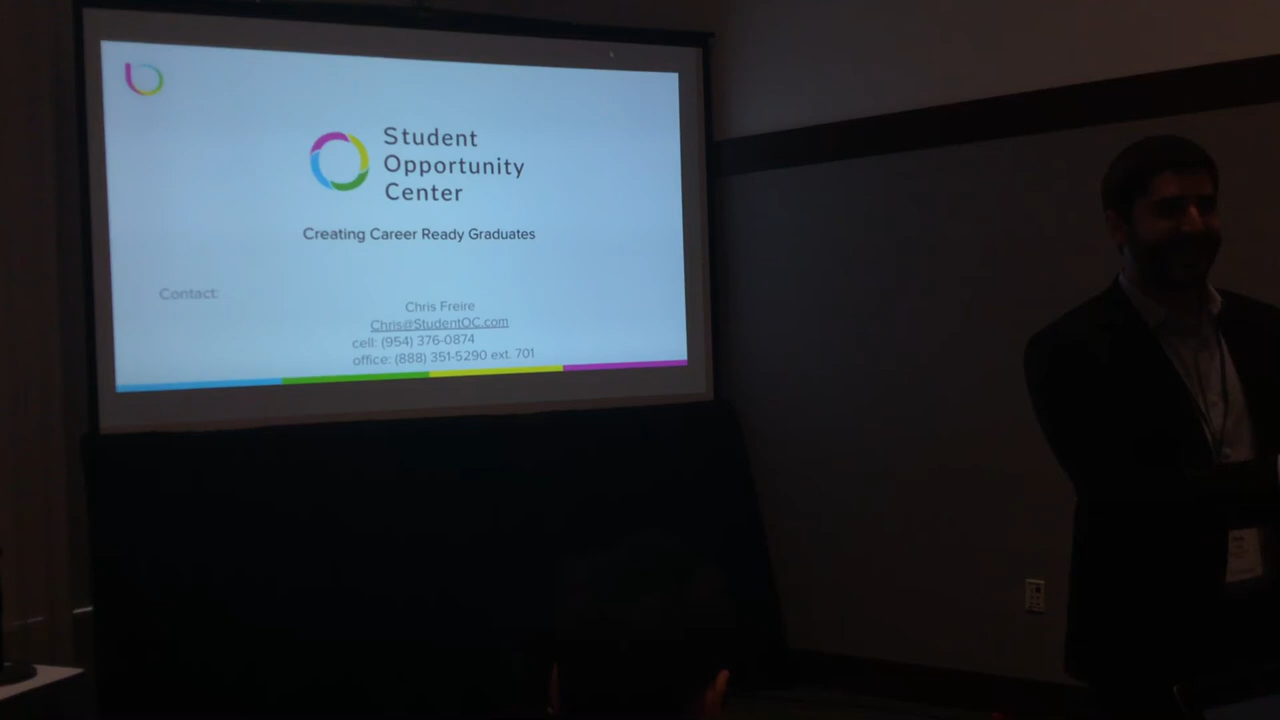 Student
Opportunity
Center
Creating Career Ready Graduates
Contact:
Chris Freire
Chris@StudentOC.com
cell: (954) 376-0874
office: (888) 351-5290 ext. 701